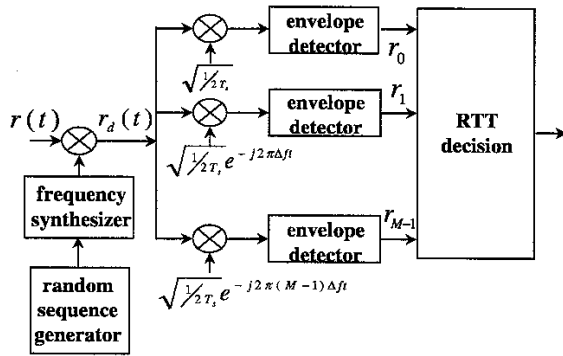 envelope
detector
r_0
√(1/2T_s)
envelope
detector
r_1
RTT
decision
r(t)
r_d(t)
√(1/2T_s) e^{-j2πΔft}
frequency
synthesizer
envelope
detector
r_{M-1}
random
sequence
generator
√(1/2T_s) e^{-j2π(M-1)Δft}